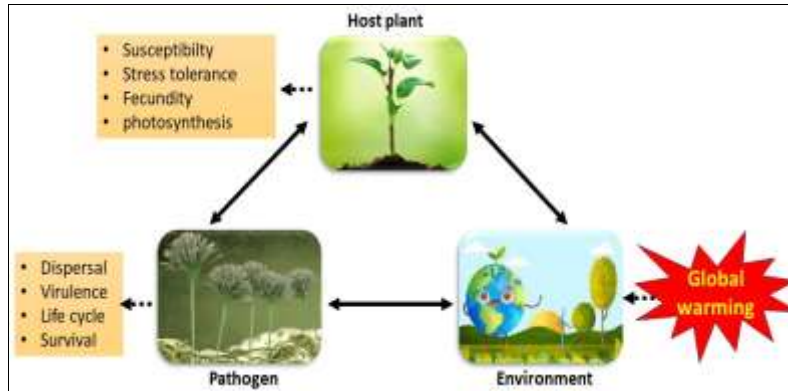 Host plant
• Susceptibilty
• Stress tolerance
• Fecundity
• photosynthesis
• Dispersal
• Virulence
• Life cycle
• Survival
Global
warming
Pathogen
Environment